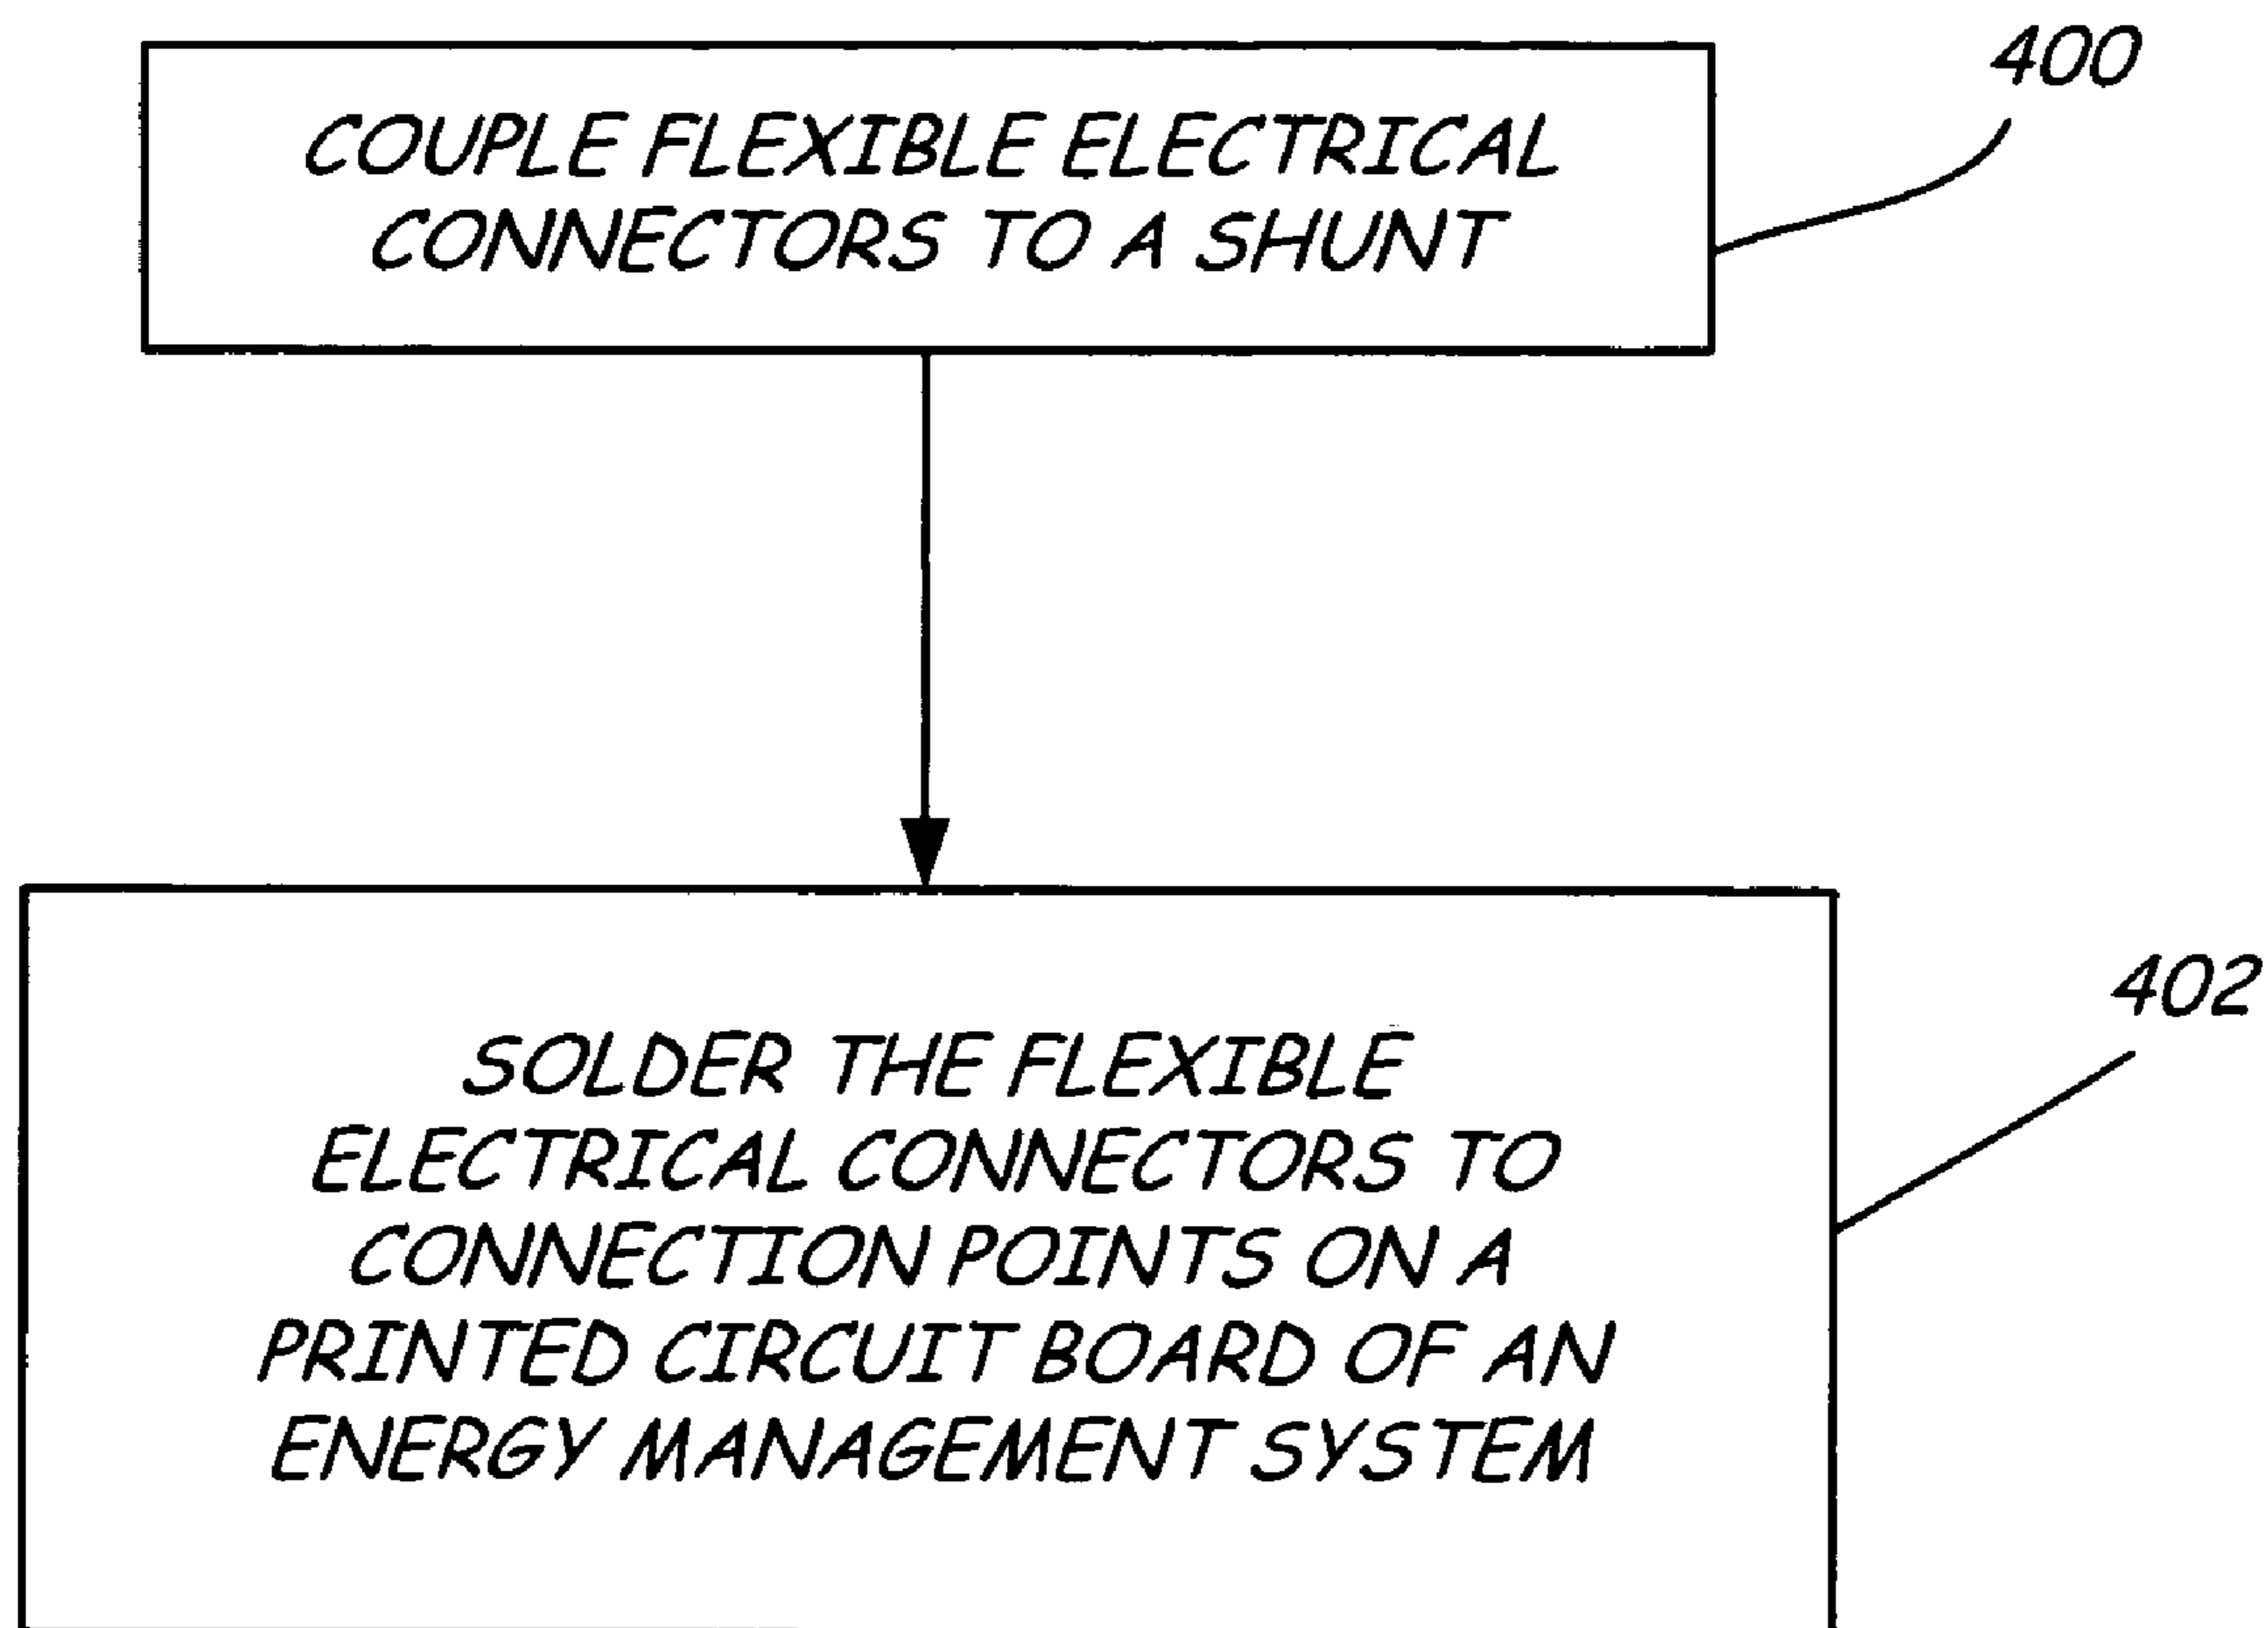 400
COUPLE FLEXIBLE ELECTRICAL
CONNECTORS TO A SHUNT
402
SOLDER THE FLEXIBLE
ELECTRICAL CONNECTORS TO
CONNECTION POINTS ON A
PRINTED CIRCUIT BOARD OF AN
ENERGY MANAGEMENT SYSTEM